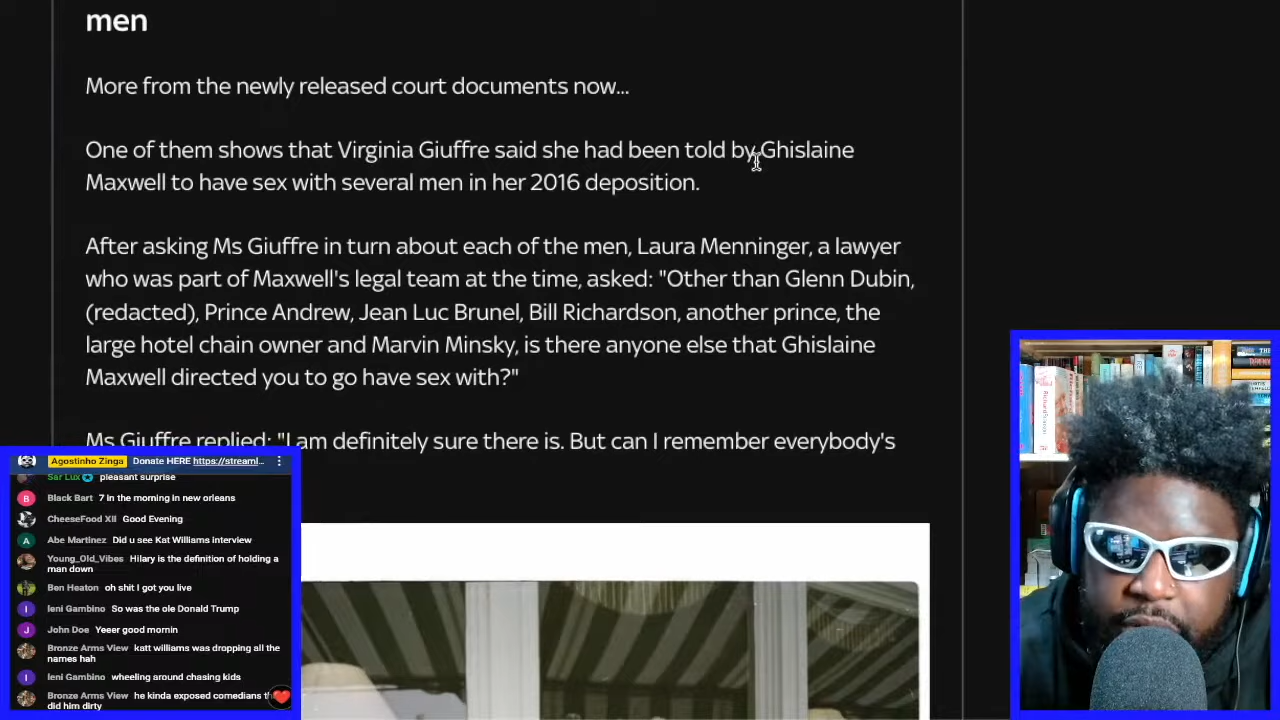 men
More from the newly released court documents now...
One of them shows that Virginia Giuffre said she had been told by Ghislaine
Maxwell to have sex with several men in her 2016 deposition.
After asking Ms Giuffre in turn about each of the men, Laura Menninger, a lawyer
who was part of Maxwell's legal team at the time, asked: "Other than Glenn Dubin,
(redacted), Prince Andrew, Jean Luc Brunel, Bill Richardson, another prince, the
large hotel chain owner and Marvin Minsky, is there anyone else that Ghislaine
Maxwell directed you to go have sex with?"
Ms Giuffre replied: "I am definitely sure there is. But can I remember everybody's
Agostinho Zinga Donate HERE https://streaml...
Sar Lux pleasant surprise
B Black Bart 7 in the morning in new orleans
CheeseFood XII Good Evening
A Abe Martinez Did u see Kat Williams interview
Young_Old_Vibes Hilary is the definition of holding a
man down
Ben Heaton oh shit I got you live
I Ieni Gambino So was the ole Donald Trump
J John Doe Yeeer good mornin
Bronze Arms View katt williams was dropping all the
names hah
I Ieni Gambino wheeling around chasing kids
Bronze Arms View he kinda exposed comedians
did him dirty